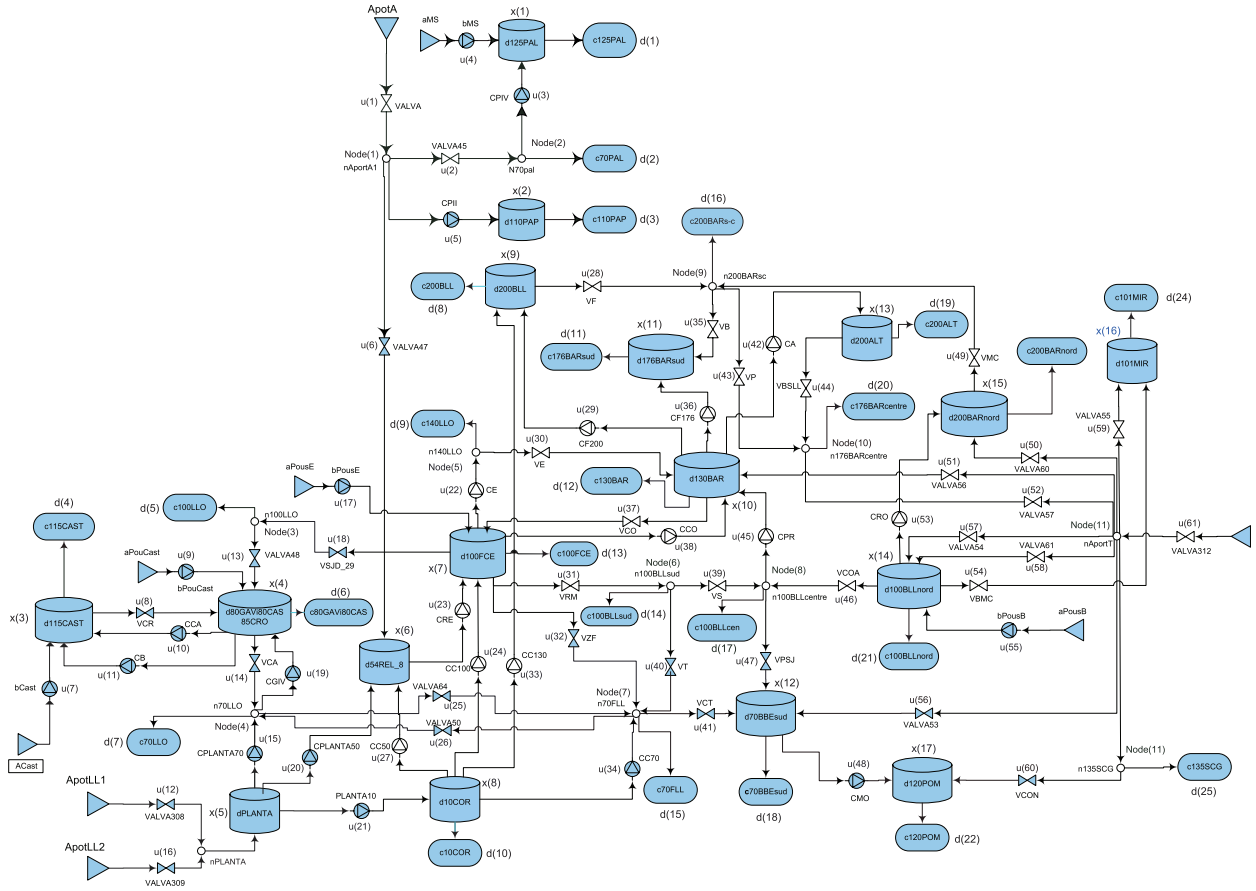 ApotA
aMS
bMS
u(4)
x(1)
d125PAL
c125PAL
d(1)
CPIV
u(3)
u(1)
VALVA
Node(1)
nAportA1
VALVA45
u(2)
Node(2)
N70pal
c70PAL
d(2)
CPII
u(5)
x(2)
d110PAP
c110PAP
d(3)
d(16)
c200BARs-c
x(9)
d200BLL
c200BLL
d(8)
u(28)
VF
Node(9)
n200BARsc
u(35)
VB
x(11)
d176BARsud
d(11)
c176BARsud
u(42)
CA
x(13)
d200ALT
d(19)
c200ALT
c101MIR
d(24)
x(16)
d101MIR
u(6)
VALVA47
u(43)
VP
VBSLL
u(44)
u(49)
VMC
c200BARnord
x(15)
d200BARnord
d(20)
c176BARcentre
VALVA55
u(59)
u(36)
CF176
u(29)
CF200
d(9)
c140LLO
n140LLO
Node(5)
u(30)
VE
Node(10)
n176BARcentre
u(50)
VALVA60
u(51)
VALVA56
d130BAR
x(10)
d(12)
c130BAR
aPousE
bPousE
u(17)
u(22)
CE
u(52)
VALVA57
d(4)
c115CAST
d(5)
c100LLO
n100LLO
Node(3)
u(37)
VCO
CCO
u(38)
CRO
u(53)
u(57)
VALVA54
VALVA61
u(58)
Node(11)
nAporT
u(61)
VALVA312
u(18)
VSJD_29
u(13)
VALVA48
d100FCE
x(7)
c100FCE
d(13)
u(45)
CPR
aPouCast
u(9)
bPouCast
x(4)
d80GAVi80CAS
85CRO
d(6)
c80GAVi80CAS
x(3)
d115CAST
u(8)
VCR
CCA
u(10)
CB
u(11)
u(31)
VRM
Node(6)
n100BLLsud
u(39)
VS
Node(8)
n100BLLcentre
VCOA
u(46)
x(14)
d100BLLnord
u(54)
VBMC
c100BLLsud
d(14)
c100BLLcen
d(17)
bPousB
u(55)
aPousB
d(21)
c100BLLnord
u(23)
CRE
x(6)
d54REL_8
u(32)
VZF
u(40)
VT
u(47)
VPSJ
bCast
u(7)
VCA
u(14)
CGIV
u(19)
CC100
u(24)
CC130
u(33)
ACast
n70LLO
Node(4)
d(7)
c70LLO
VALVA64
u(25)
VALVA50
u(26)
Node(7)
n70FLL
VCT
u(41)
x(12)
d70BBEsud
u(56)
VALVA53
u(15)
CPLANTA70
CPLANTA50
u(20)
CC50
u(27)
u(34)
CC70
c70FLL
d(15)
c70BBEsud
d(18)
u(48)
CMO
x(17)
d120POM
u(60)
VCON
Node(11)
n135SCG
c135SCG
d(25)
c120POM
d(22)
ApotLL1
u(12)
VALVA308
x(5)
dPLANTA
PLANTA10
u(21)
x(8)
d10COR
c10COR
d(10)
ApotLL2
u(16)
VALVA309
nPLANTA